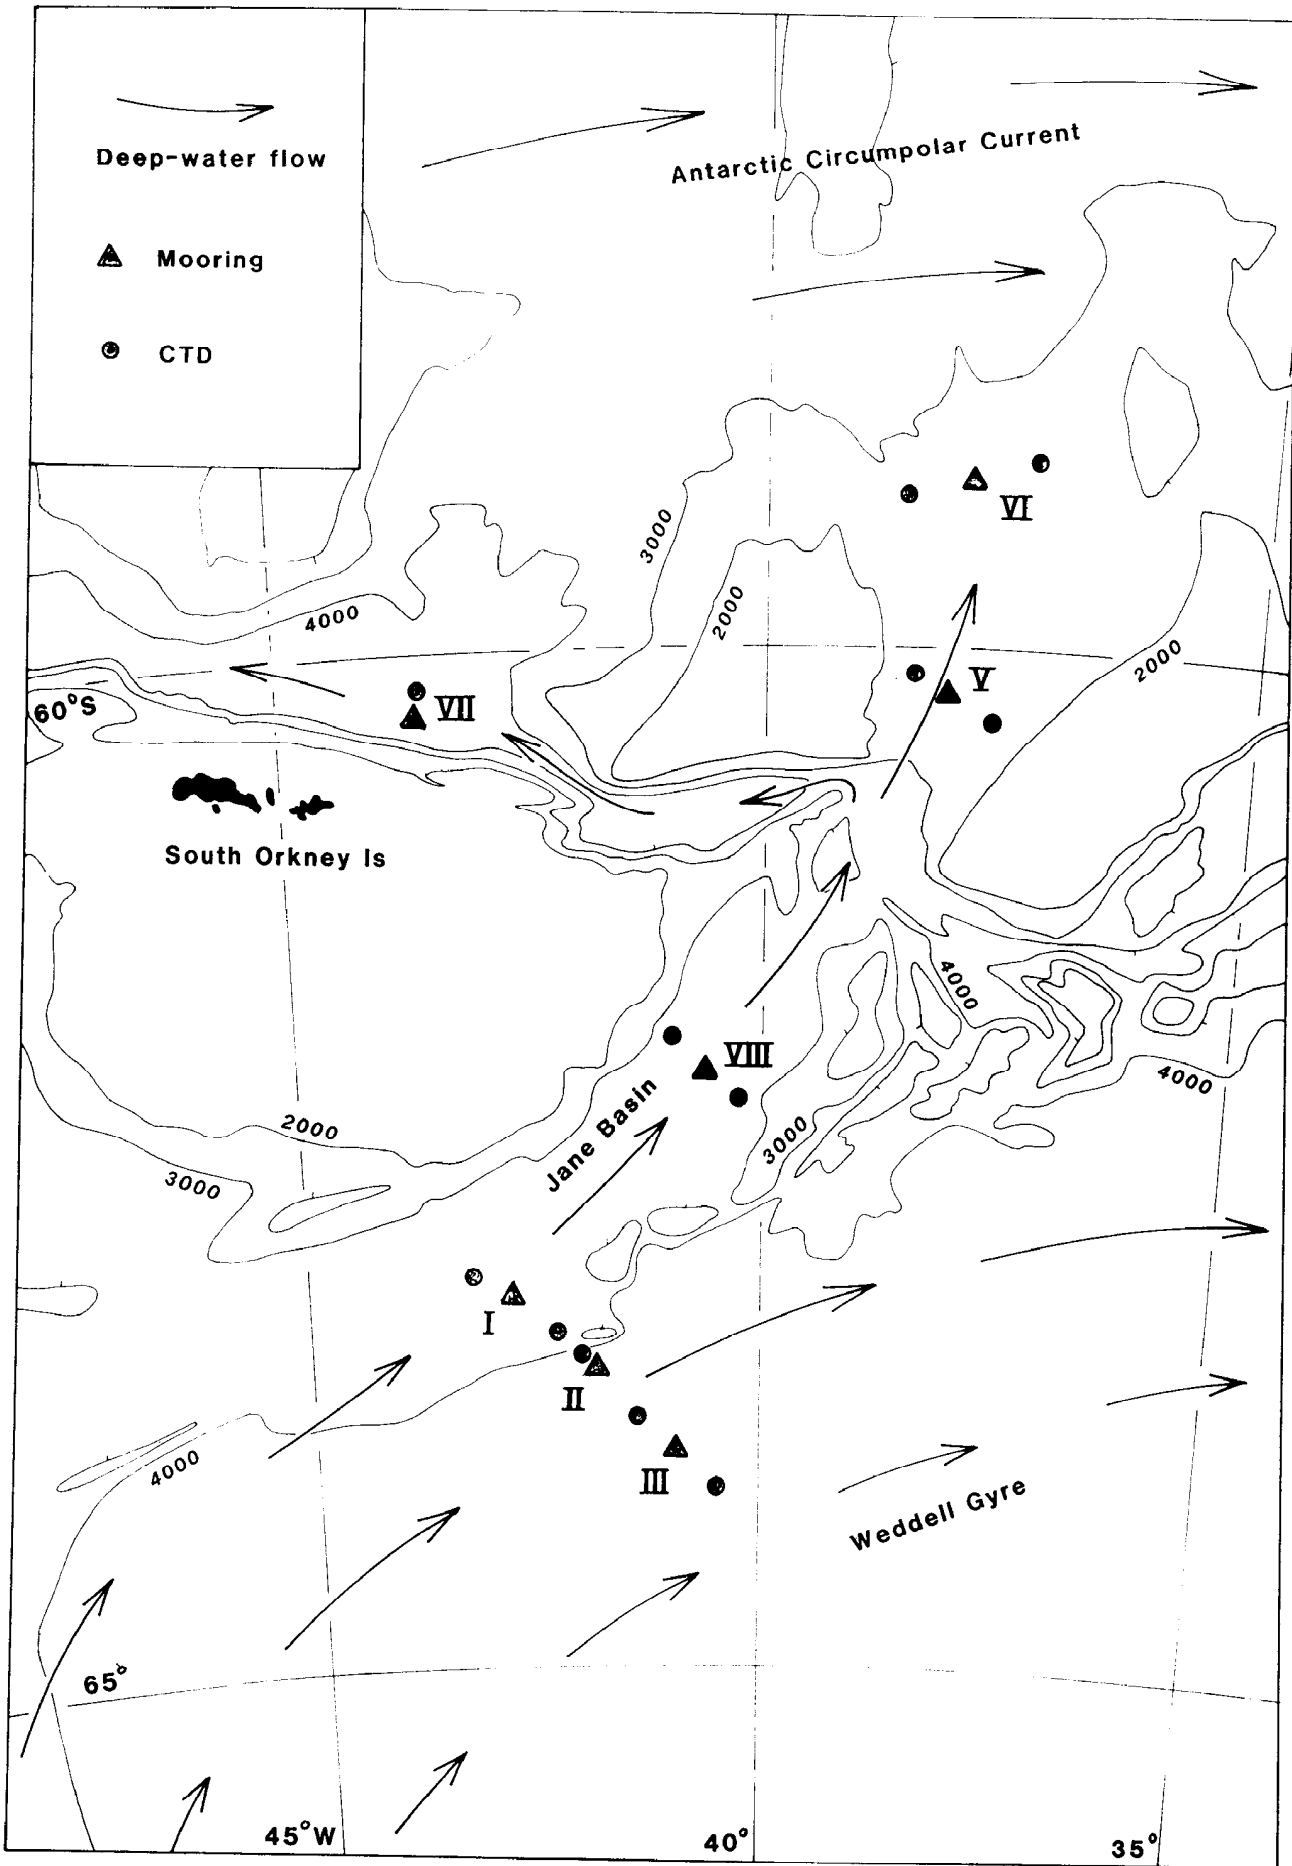 Deep-water flow
Mooring
CTD
Antarctic Circumpolar Current
VI
3000
2000
4000
2000
V
VII
60°S
South Orkney Is
4000
VIII
4000
Jane Basin
2000
3000
3000
I
II
4000
III
Weddell Gyre
65°
45°W
40°
35°